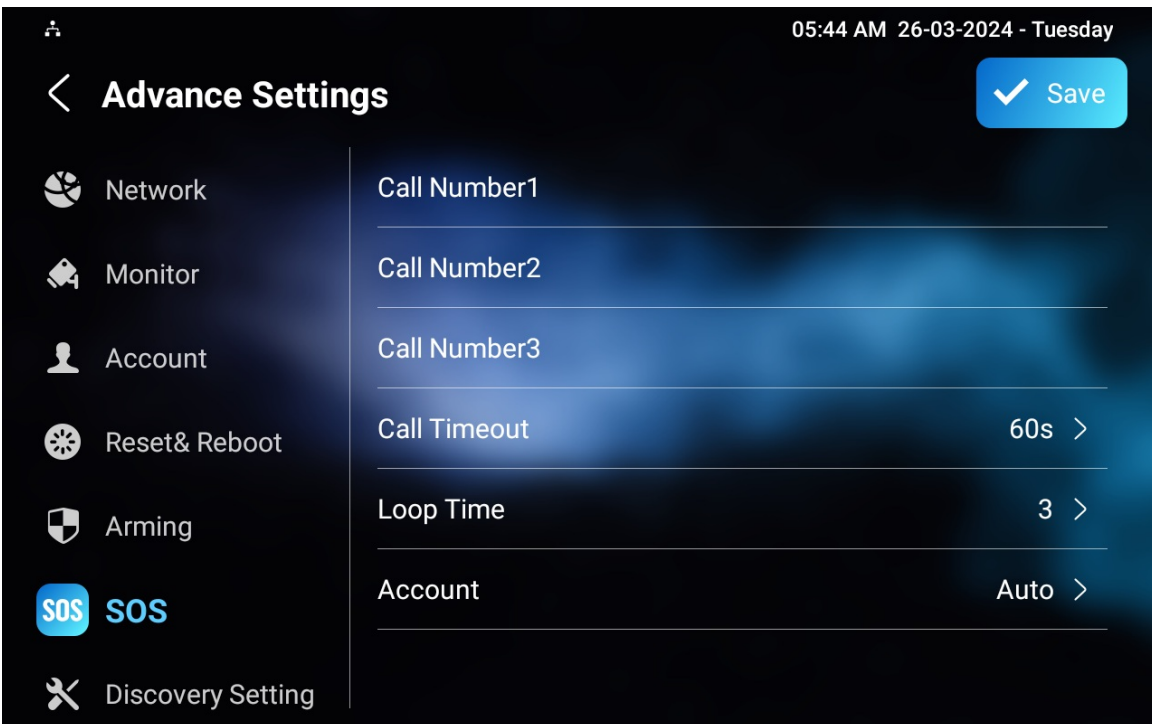 05:44 AM 26-03-2024 - Tuesday
Advance Settings
Save
Network
Monitor
Account
Reset& Reboot
Arming
SOS SOS
Discovery Setting
Call Number1
Call Number2
Call Number3
Call Timeout 60s
Loop Time 3
Account Auto